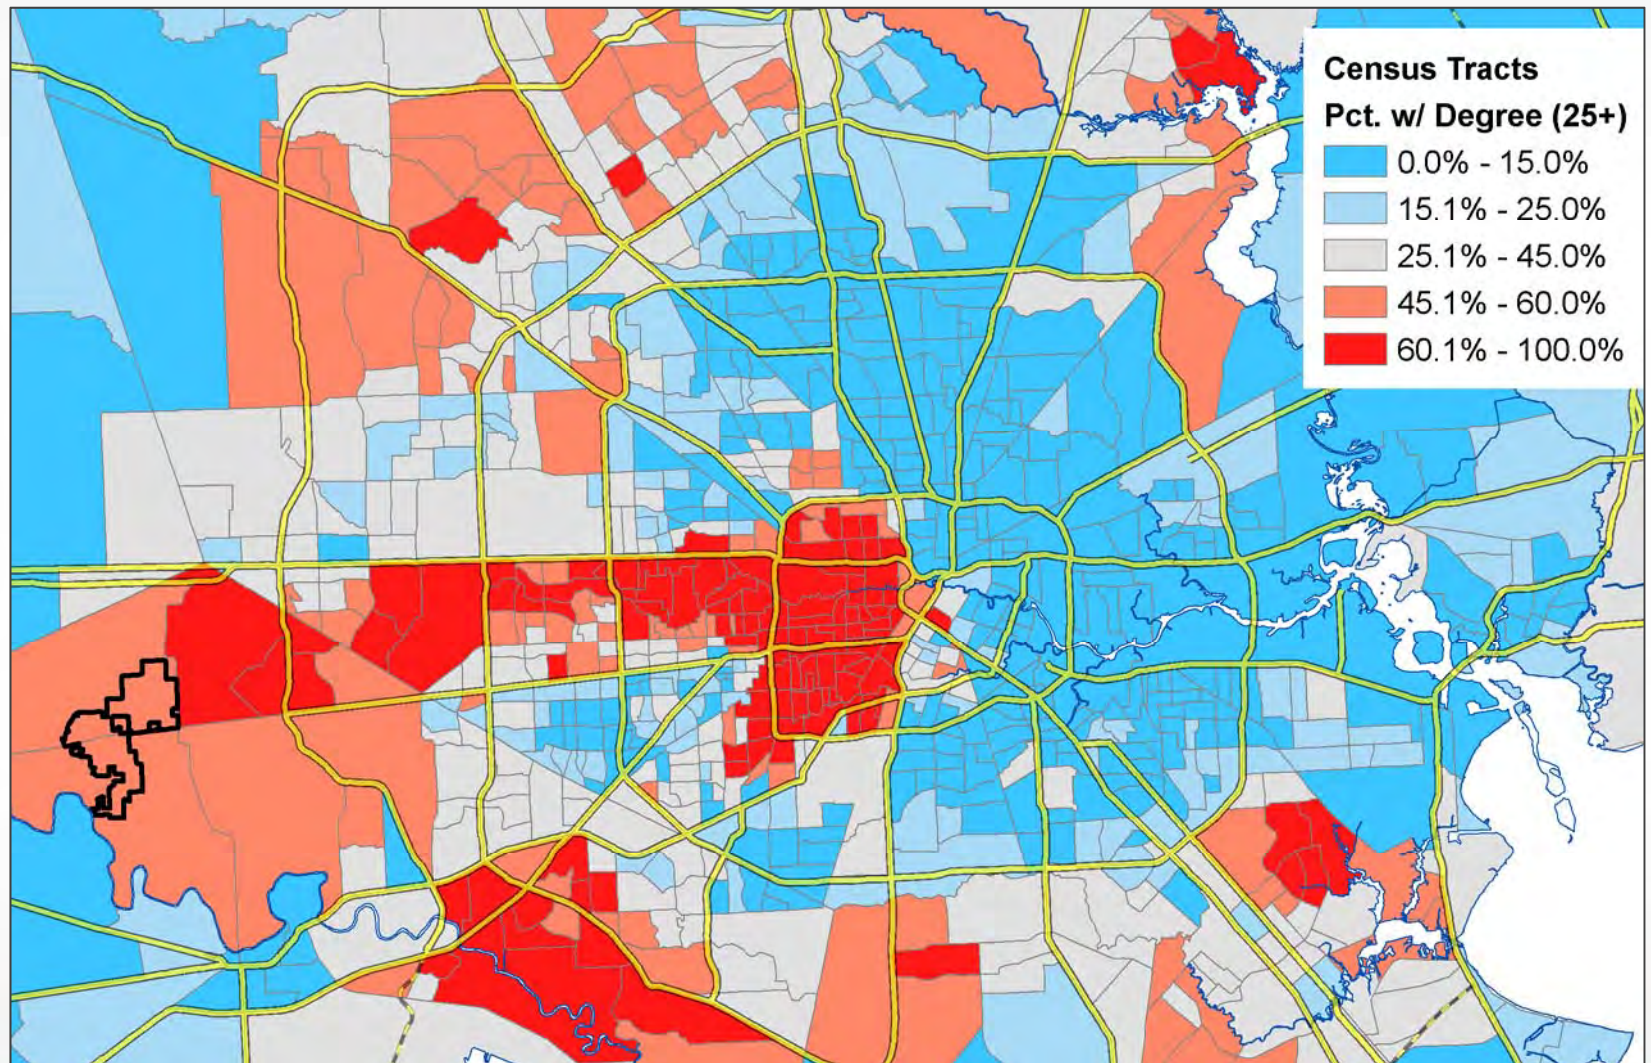 Census Tracts
Pct. w/ Degree (25+)
0.0% - 15.0%
15.1% - 25.0%
25.1% - 45.0%
45.1% - 60.0%
60.1% - 100.0%